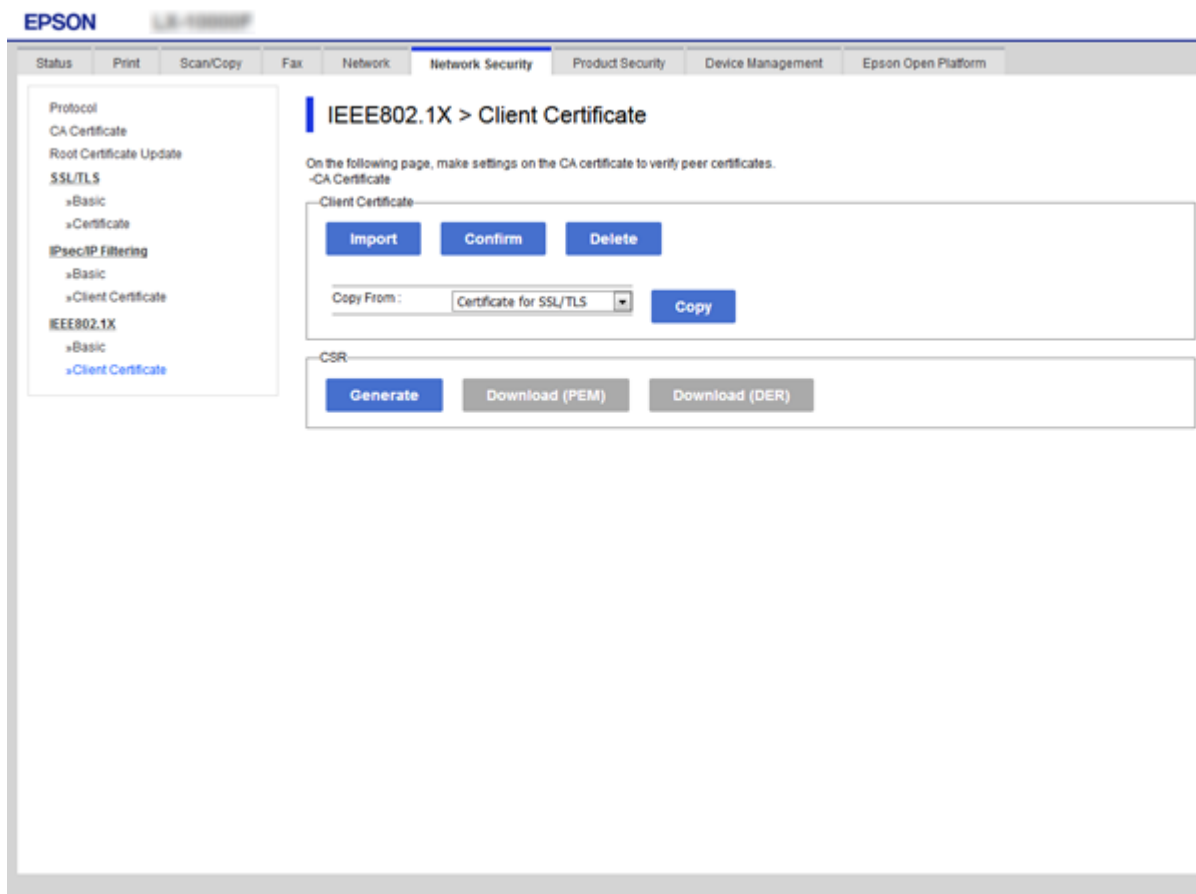 EPSON
Status Print Scan/Copy Fax Network Network Security Product Security Device Management Epson Open Platform
Protocol
CA Certificate
Root Certificate Update
SSL/TLS
»Basic
»Certificate
IPsec/IP Filtering
»Basic
»Client Certificate
IEEE802.1X
»Basic
»Client Certificate
IEEE802.1X > Client Certificate
On the following page, make settings on the CA certificate to verify peer certificates.
-CA Certificate
Client Certificate
Import Confirm Delete
Copy From : Certificate for SSL/TLS Copy
CSR
Generate Download (PEM) Download (DER)